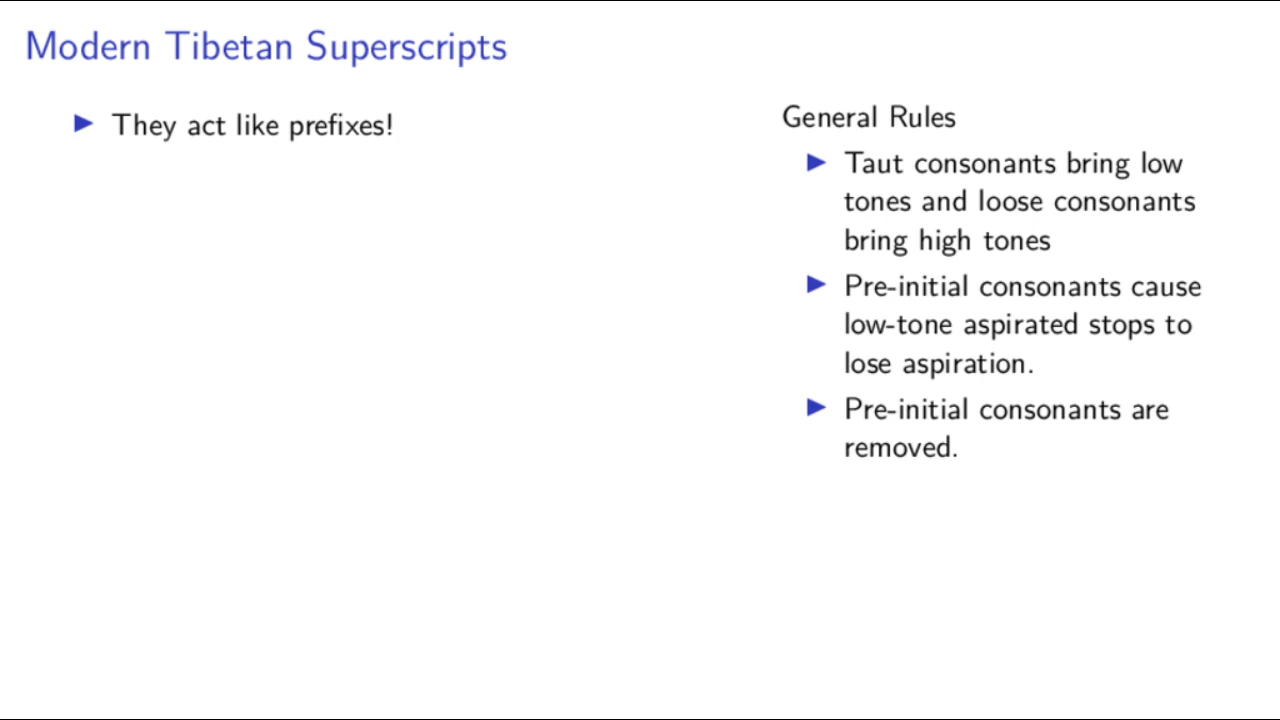 Modern Tibetan Superscripts
▶ They act like prefixes!
General Rules
▶ Taut consonants bring low
tones and loose consonants
bring high tones
▶ Pre-initial consonants cause
low-tone aspirated stops to
lose aspiration.
▶ Pre-initial consonants are
removed.